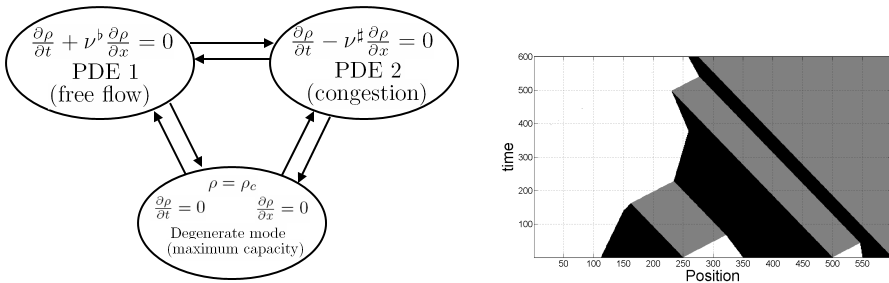 ∂ρ/∂t + ν♭ ∂ρ/∂x = 0
PDE 1
(free flow)
∂ρ/∂t − ν♯ ∂ρ/∂x = 0
PDE 2
(congestion)
ρ = ρc
∂ρ/∂t = 0 ∂ρ/∂x = 0
Degenerate mode
(maximum capacity)
600
500
400
300
200
100
time
50 100 150 200 250 300 350 400 450 500 550
Position